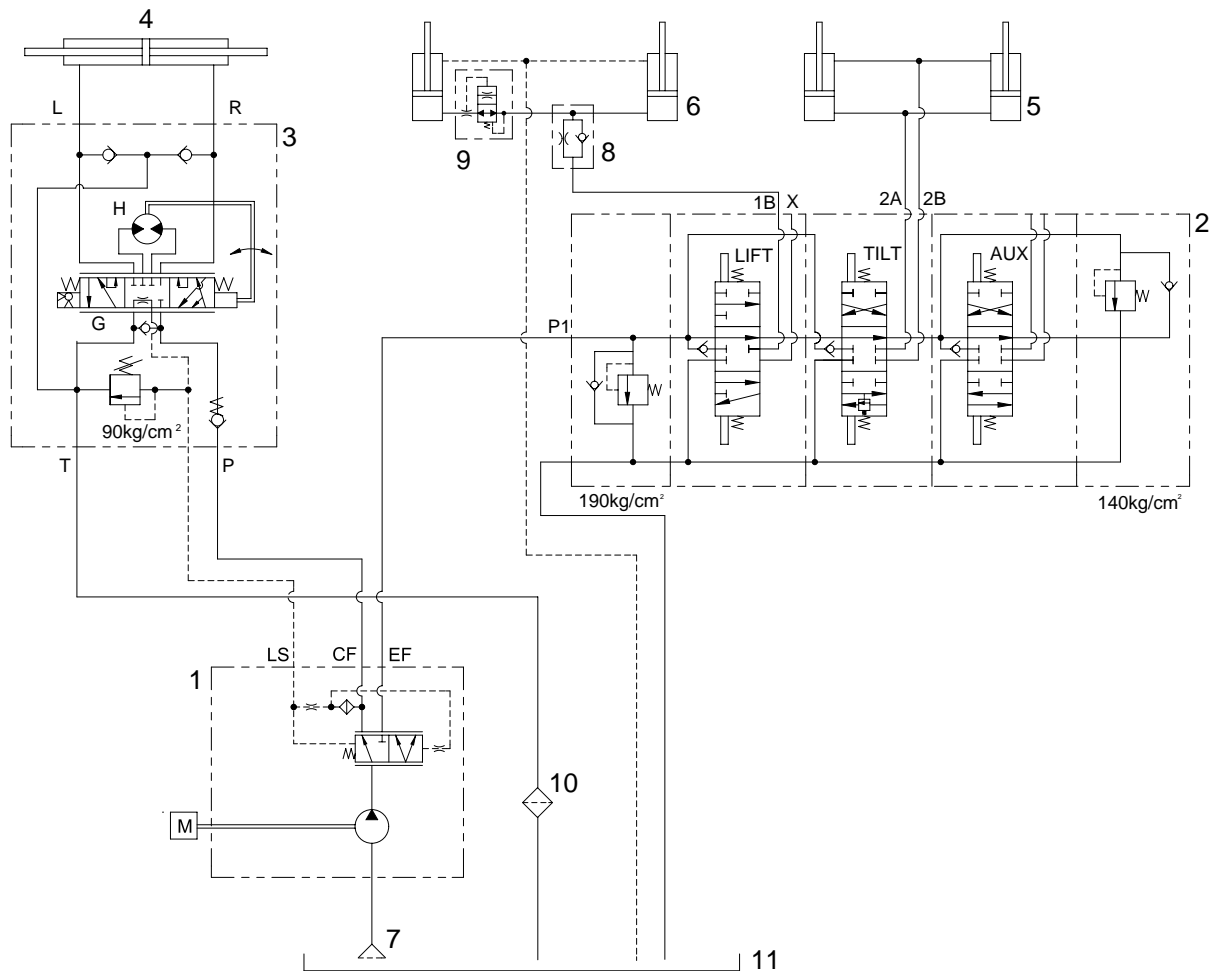 4
L
R
3
H
G
90kg/cm²
T
P
6
5
9
8
1B
X
2A
2B
2
LIFT
TILT
AUX
P1
190kg/cm²
140kg/cm²
LS
CF
EF
1
10
M
7
11